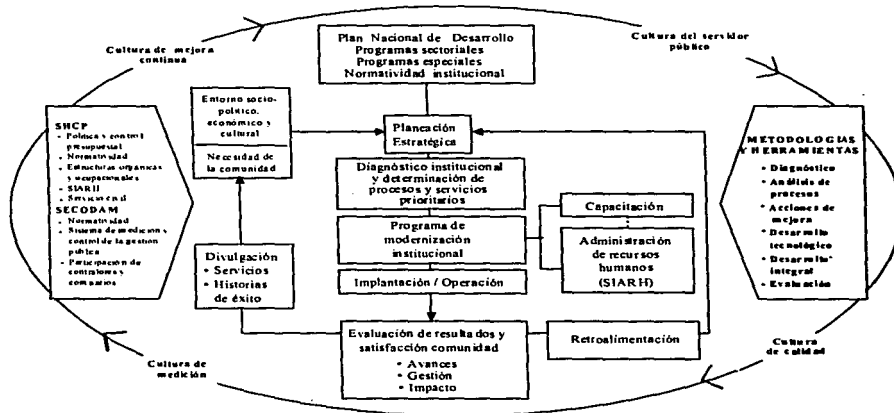 Cultura de mejora
continua
Plan Nacional de Desarrollo
Programas sectoriales
Programas especiales
Normatividad institucional
Cultura del servidor
público
SHCP
• Política y control
presupuestal
• Normatividad
• Estructuras orgánicas
y ocupacionales
• SIARH
• Servicio civil
SECODAM
• Normatividad
• Sistema de medición y
control de la gestión
pública
• Participación de
contralores y
comisarios
Entorno socio-
político,
económico y
cultural
Necesidad de la
comunidad
Planeación
Estratégica
Diagnóstico institucional
y determinación de
procesos y servicios
prioritarios
Programa de
modernización
institucional
Implantación / Operación
Capacitación
Administración
de recursos
humanos
(SIARH)
METODOLOGÍAS
Y HERRAMIENTAS
• Diagnóstico
• Análisis de
procesos
• Acciones de
mejora
• Desarrollo
tecnológico
• Desarrollo
integral
• Evaluación
Divulgación
• Servicios
• Historias
de éxito
Evaluación de resultados y
satisfacción comunidad
• Avances
• Gestión
• Impacto
Retroalimentación
Cultura de
medición
Cultura
de calidad